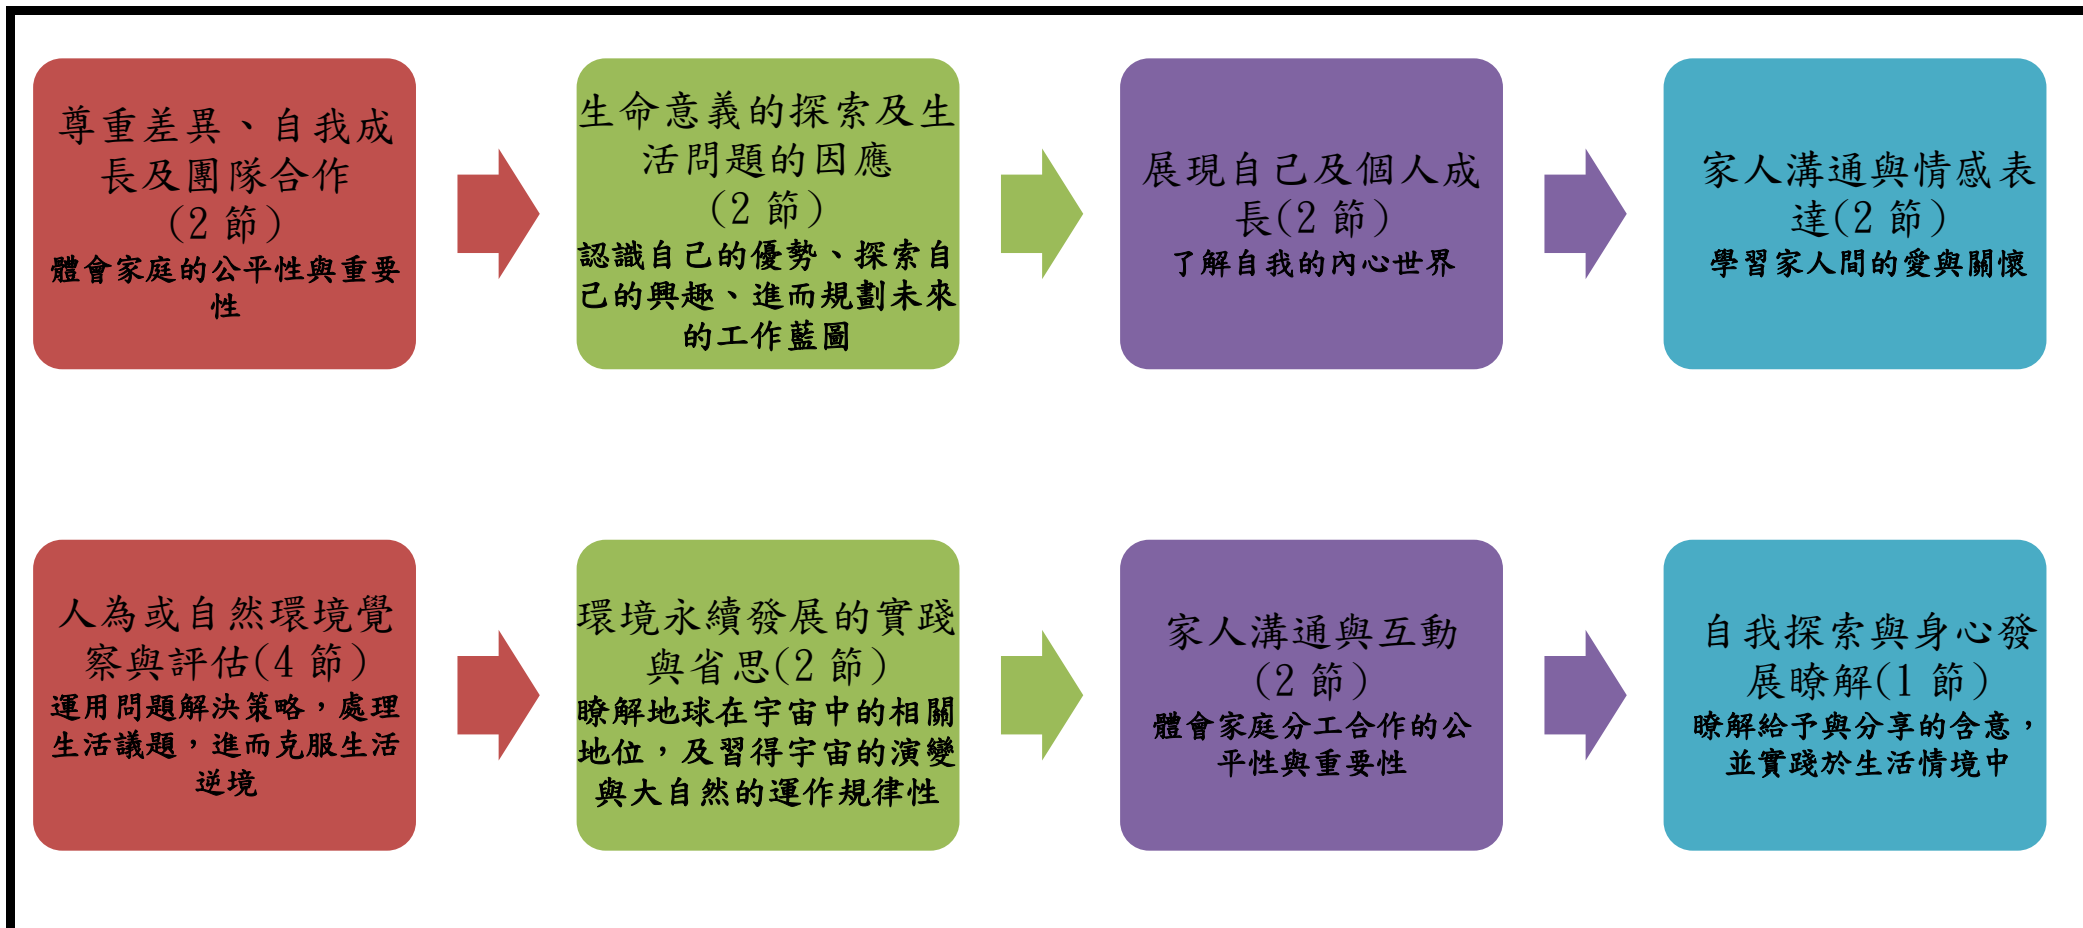 尊重差異、自我成
長及團隊合作
(2 節)
體會家庭的公平性與重要
性
生命意義的探索及生
活問題的因應
(2 節)
認識自己的優勢、探索自
己的興趣、進而規劃未來
的工作藍圖
展現自己及個人成
長(2 節)
了解自我的內心世界
家人溝通與情感表
達(2 節)
學習家人間的愛與關懷
人為或自然環境覺
察與評估(4 節)
運用問題解決策略，處理
生活議題，進而克服生活
逆境
環境永續發展的實踐
與省思(2 節)
瞭解地球在宇宙中的相關
地位，及習得宇宙的演變
與大自然的運作規律性
家人溝通與互動
(2 節)
體會家庭分工合作的公
平性與重要性
自我探索與身心發
展瞭解(1 節)
瞭解給予與分享的含意，
並實踐於生活情境中